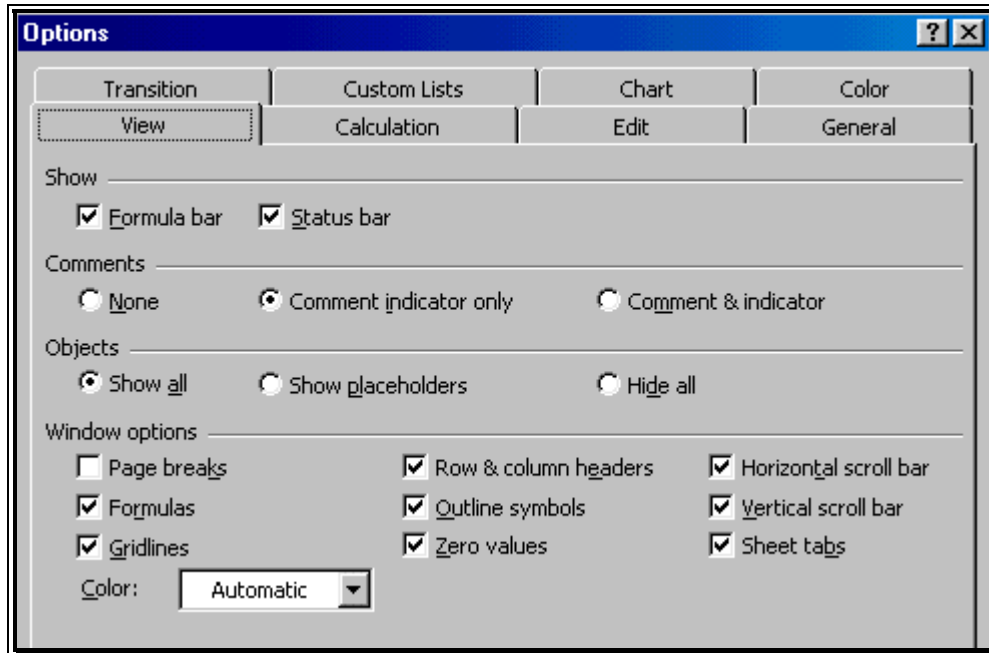 Options
Transition Custom Lists Chart Color
View Calculation Edit General
Show
Formula bar Status bar
Comments
None Comment indicator only Comment & indicator
Objects
Show all Show placeholders Hide all
Window options
Page breaks Row & column headers Horizontal scroll bar
Formulas Outline symbols Vertical scroll bar
Gridlines Zero values Sheet tabs
Color: Automatic